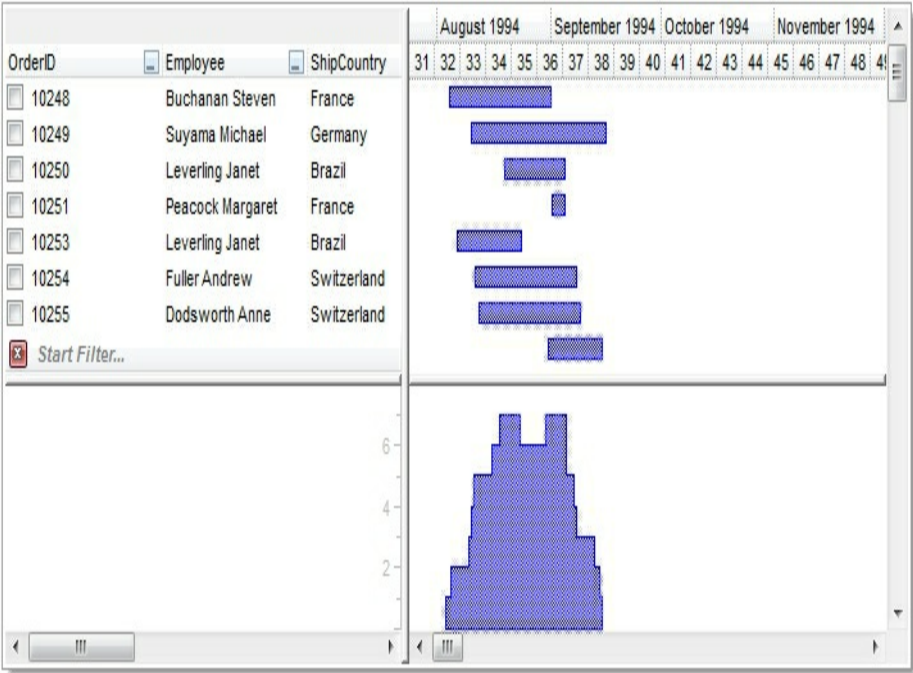 August 1994 September 1994 October 1994 November 1994
OrderID Employee ShipCountry 31 32 33 34 35 36 37 38 39 40 41 42 43 44 45 46 47 48
10248 Buchanan Steven France
10249 Suyama Michael Germany
10250 Leverling Janet Brazil
10251 Peacock Margaret France
10253 Leverling Janet Brazil
10254 Fuller Andrew Switzerland
10255 Dodsworth Anne Switzerland
Start Filter...
6
4
2